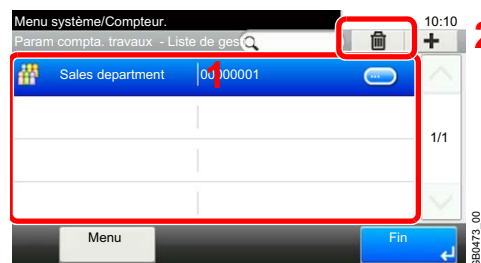 Menu système/Compteur.
10:10
Param compta. travaux - Liste de ges
2
Sales department 00000001
1
1/1
Menu
Fin
GB0473_00